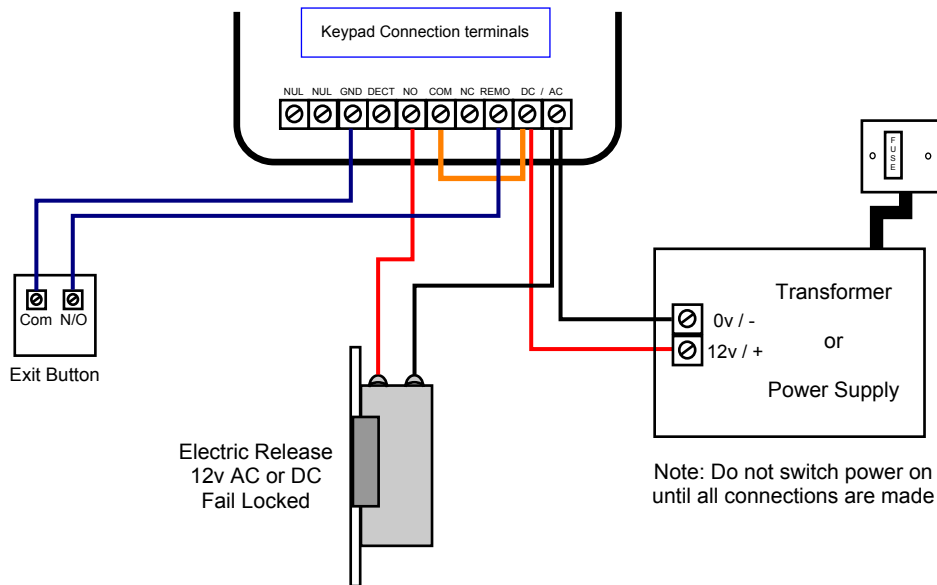 Keypad Connection terminals
NUL NUL GND DECT NO COM NC REMO DC / AC
FUSE
Com N/O
Exit Button
Transformer
or
Power Supply
0v / -
12v / +
Electric Release
12v AC or DC
Fail Locked
Note: Do not switch power on
until all connections are made